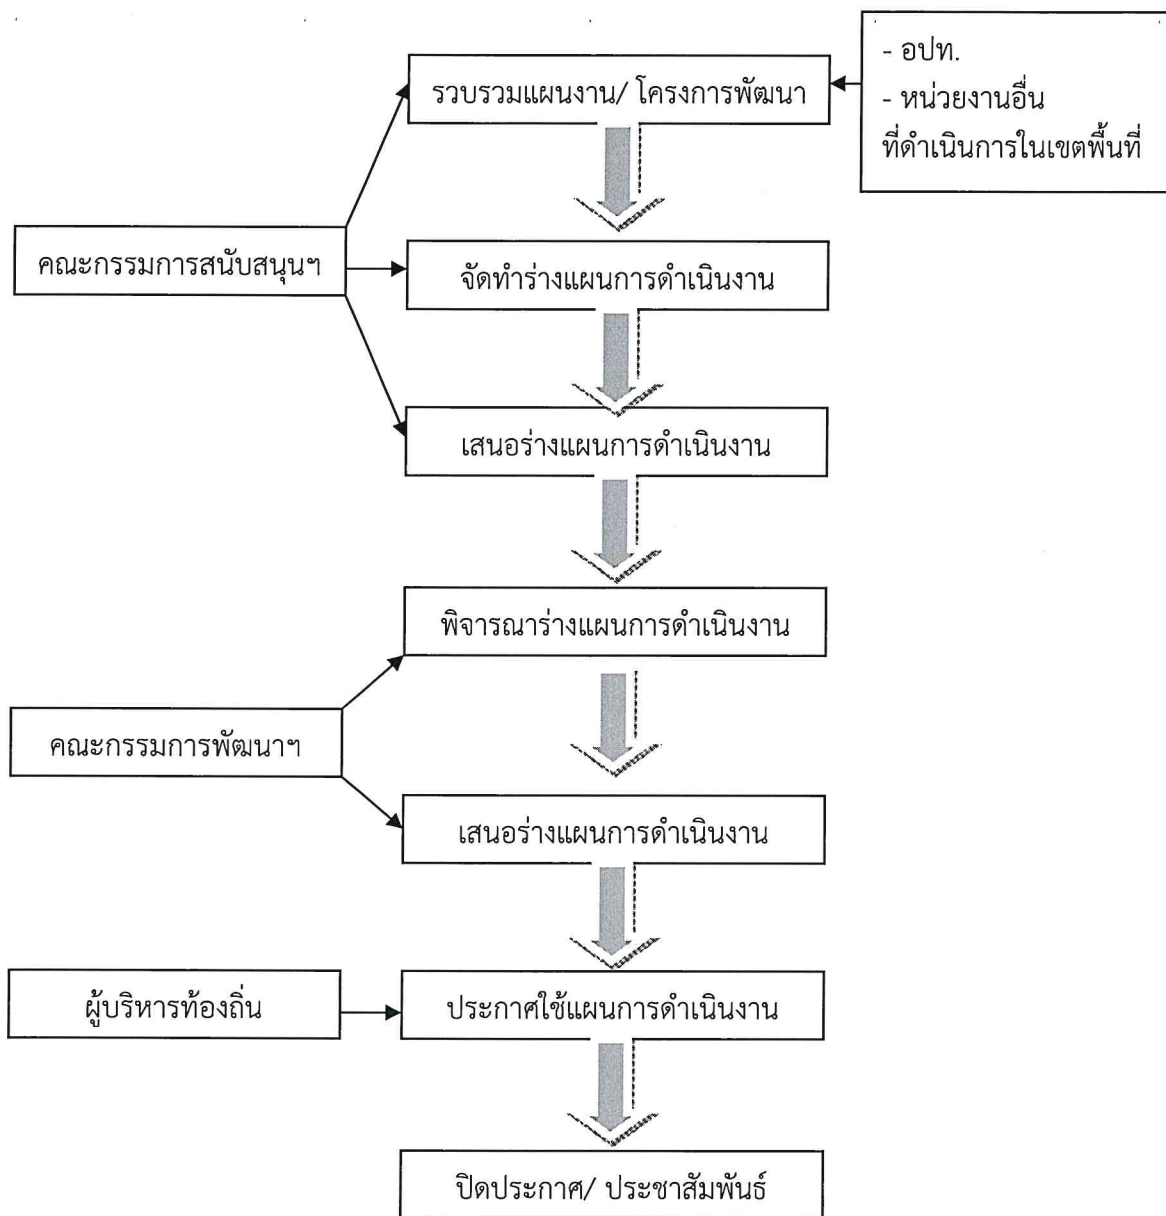 - อปท.
- หน่วยงานอื่น
ที่ดำเนินการในเขตพื้นที่
รวบรวมแผนงาน/ โครงการพัฒนา
คณะกรรมการสนับสนุนฯ
จัดทำร่างแผนการดำเนินงาน
เสนอร่างแผนการดำเนินงาน
พิจารณาร่างแผนการดำเนินงาน
คณะกรรมการพัฒนาฯ
เสนอร่างแผนการดำเนินงาน
ผู้บริหารท้องถิ่น
ประกาศใช้แผนการดำเนินงาน
ปิดประกาศ/ ประชาสัมพันธ์